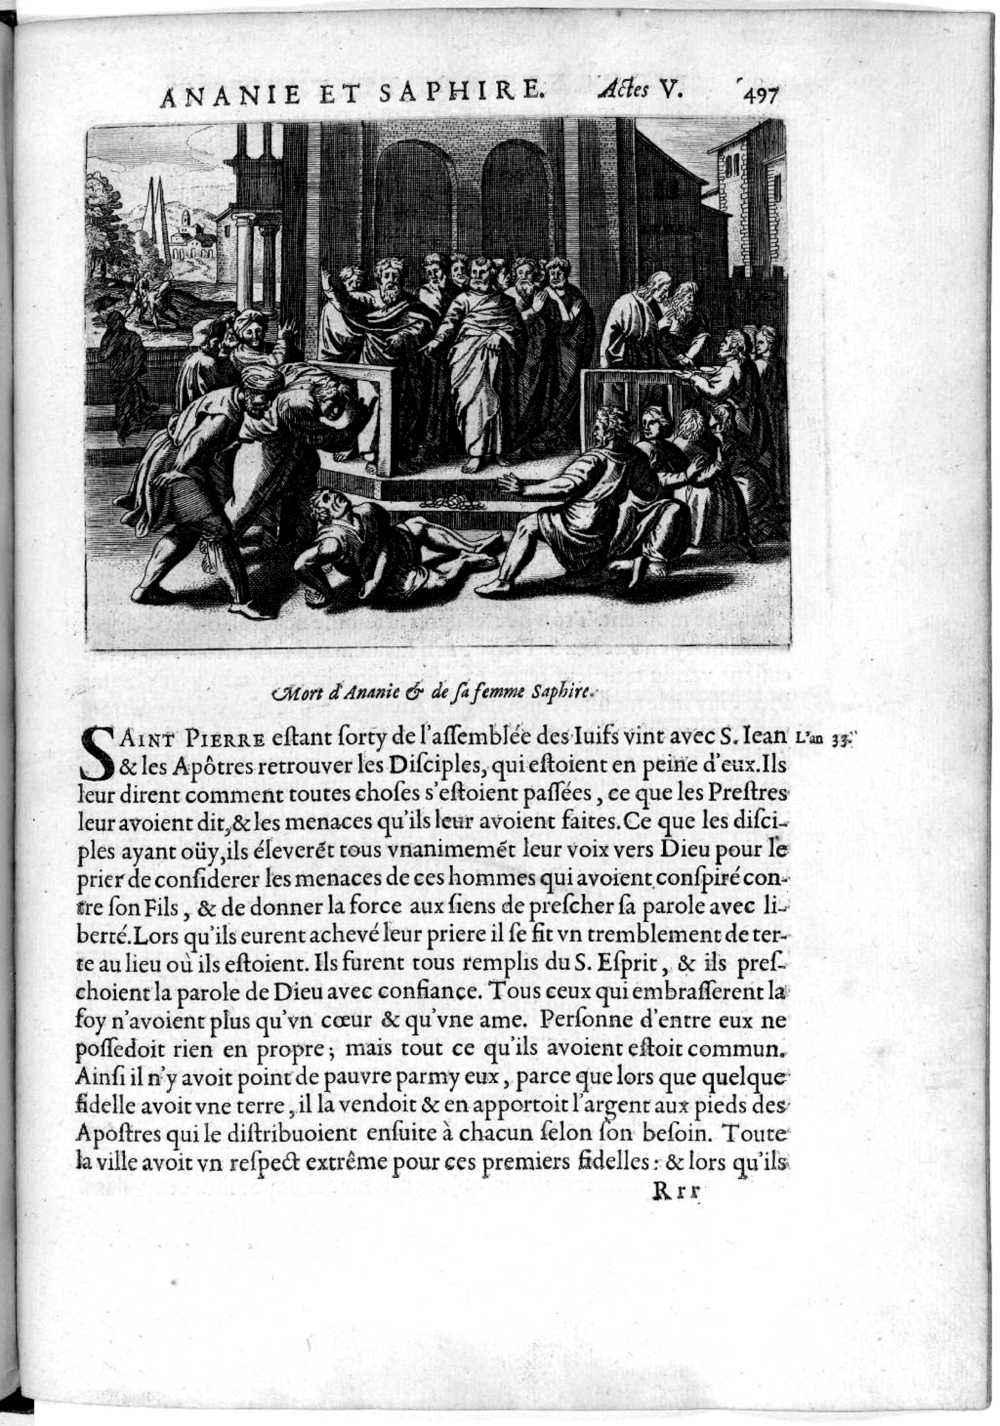 ANANIE ET SAPHIRE. Actes V. 497
Mort d'Ananie & de ſa femme Saphire.
SAINT PIERRE eſtant ſorty de l'aſſemblée des Iuifs vint avec S. Iean L'an 33.
& les Apôtres retrouver les Diſciples, qui eſtoient en peine d'eux. Ils
leur dirent comment toutes choſes s'eſtoient paſſées, ce que les Preſtres
leur avoient dit, & les menaces qu'ils leur avoient faites. Ce que les diſci-
ples ayant oüy, ils éleverẽt tous vnanimemẽt leur voix vers Dieu pour le
prier de conſiderer les menaces de ces hommes qui avoient conſpiré con-
tre ſon Fils, & de donner la force aux ſiens de preſcher ſa parole avec li-
berté. Lors qu'ils eurent achevé leur priere il ſe fit vn tremblement de ter-
re au lieu où ils eſtoient. Ils furent tous remplis du S. Eſprit, & ils preſ-
choient la parole de Dieu avec confiance. Tous ceux qui embraſſerent la
foy n'avoient plus qu'vn cœur & qu'vne ame. Perſonne d'entre eux ne
poſſedoit rien en propre; mais tout ce qu'ils avoient eſtoit commun.
Ainſi il n'y avoit point de pauvre parmy eux, parce que lors que quelque
fidelle avoit vne terre, il la vendoit & en apportoit l'argent aux pieds des
Apoſtres qui le diſtribuoient enſuite à chacun ſelon ſon beſoin. Toute
la ville avoit vn reſpect extrême pour ces premiers fidelles: & lors qu'ils
Rrr